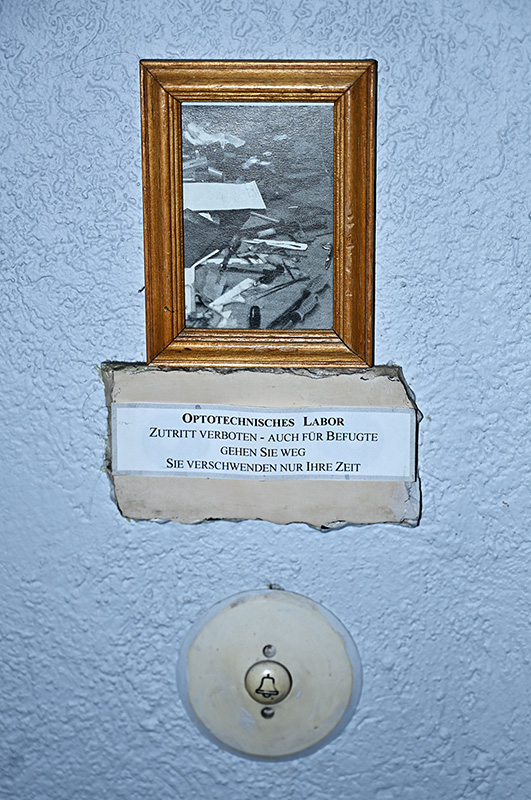 OPTOTECHNISCHES LABOR
ZUTRITT VERBOTEN - AUCH FÜR BEFUGTE
GEHEN SIE WEG
SIE VERSCHWENDEN NUR IHRE ZEIT